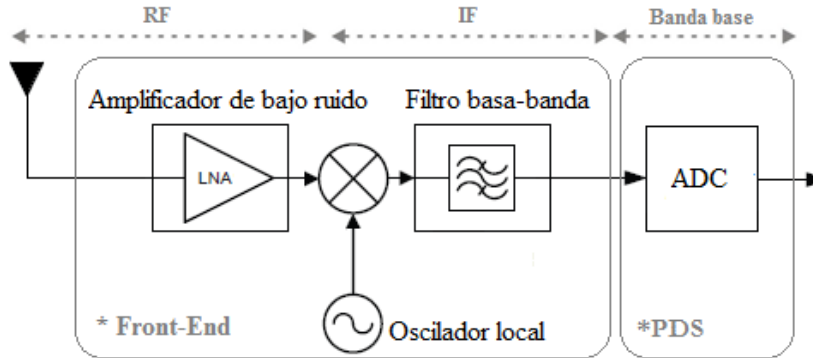 RF
IF
Banda base
Amplificador de bajo ruido
Filtro basa-banda
LNA
ADC
* Front-End
Oscilador local
*PDS